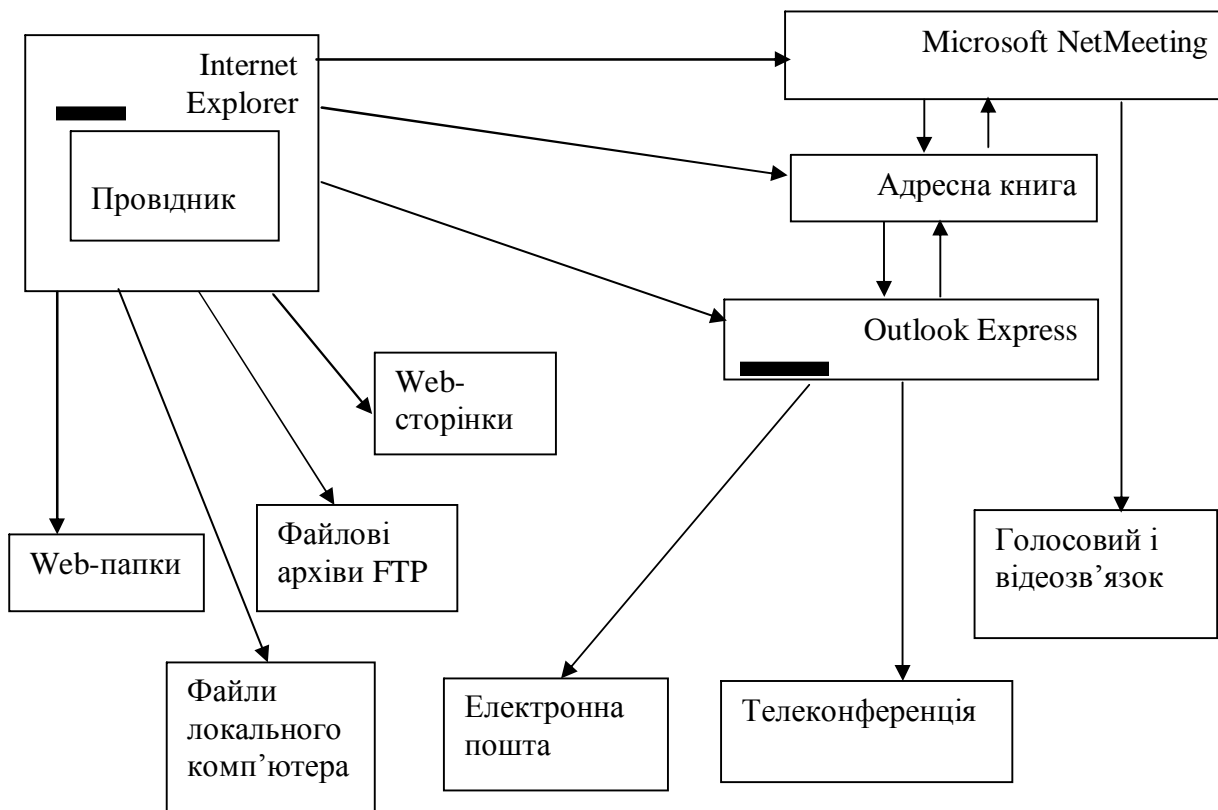 Internet
Explorer
Провідник
Microsoft NetMeeting
Адресна книга
Outlook Express
Web-
сторінки
Файлові
архіви FTP
Web-папки
Голосовий і
відеозв’язок
Файли
локального
комп’ютера
Електронна
пошта
Телеконференція